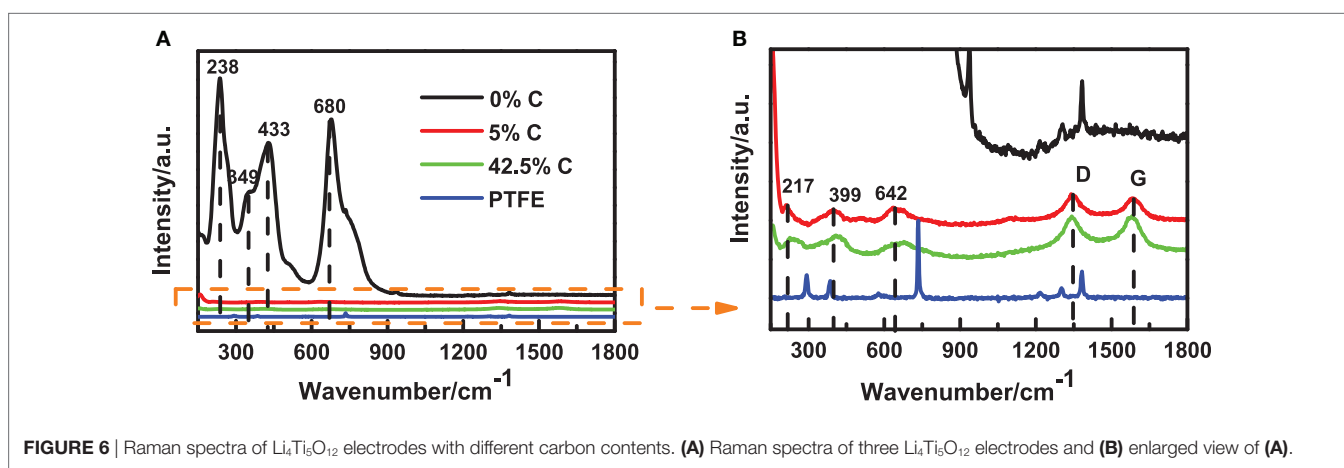 A
238
349
433
680
0% C
5% C
42.5% C
PTFE
Intensity/a.u.
300 600 900 1200 1500 1800
Wavenumber/cm⁻¹
B
217
399
642
D
G
Intensity/a.u.
300 600 900 1200 1500 1800
Wavenumber/cm⁻¹
FIGURE 6 | Raman spectra of Li₄Ti₅O₁₂ electrodes with different carbon contents. (A) Raman spectra of three Li₄Ti₅O₁₂ electrodes and (B) enlarged view of (A).